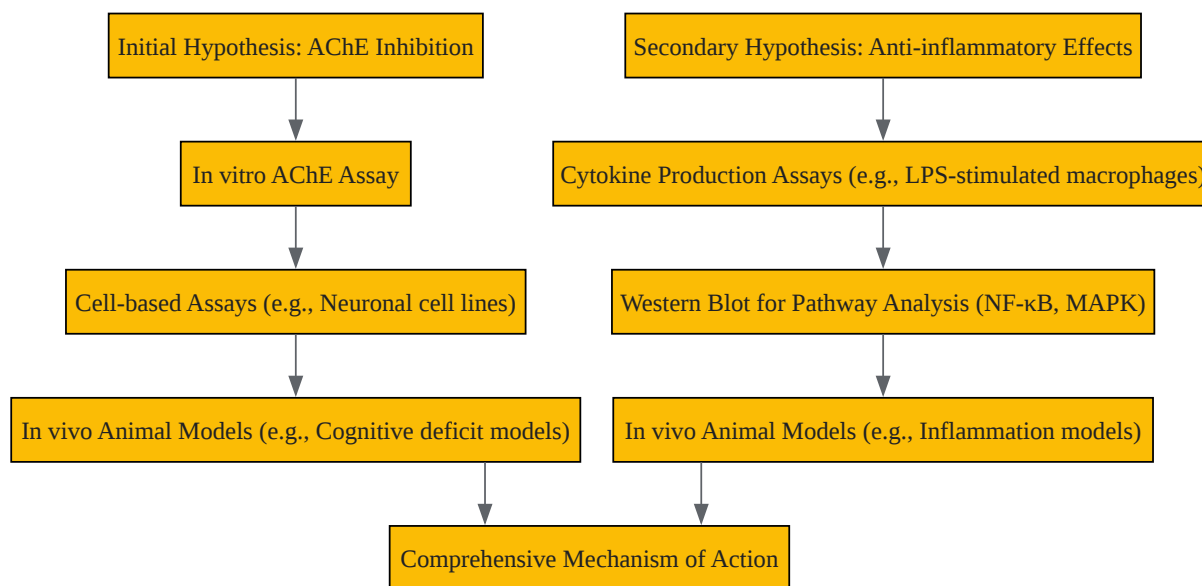 Initial Hypothesis: AChE Inhibition
Secondary Hypothesis: Anti-inflammatory Effects
In vitro AChE Assay
Cytokine Production Assays (e.g., LPS-stimulated macrophages)
Cell-based Assays (e.g., Neuronal cell lines)
Western Blot for Pathway Analysis (NF-κB, MAPK)
In vivo Animal Models (e.g., Cognitive deficit models)
In vivo Animal Models (e.g., Inflammation models)
Comprehensive Mechanism of Action